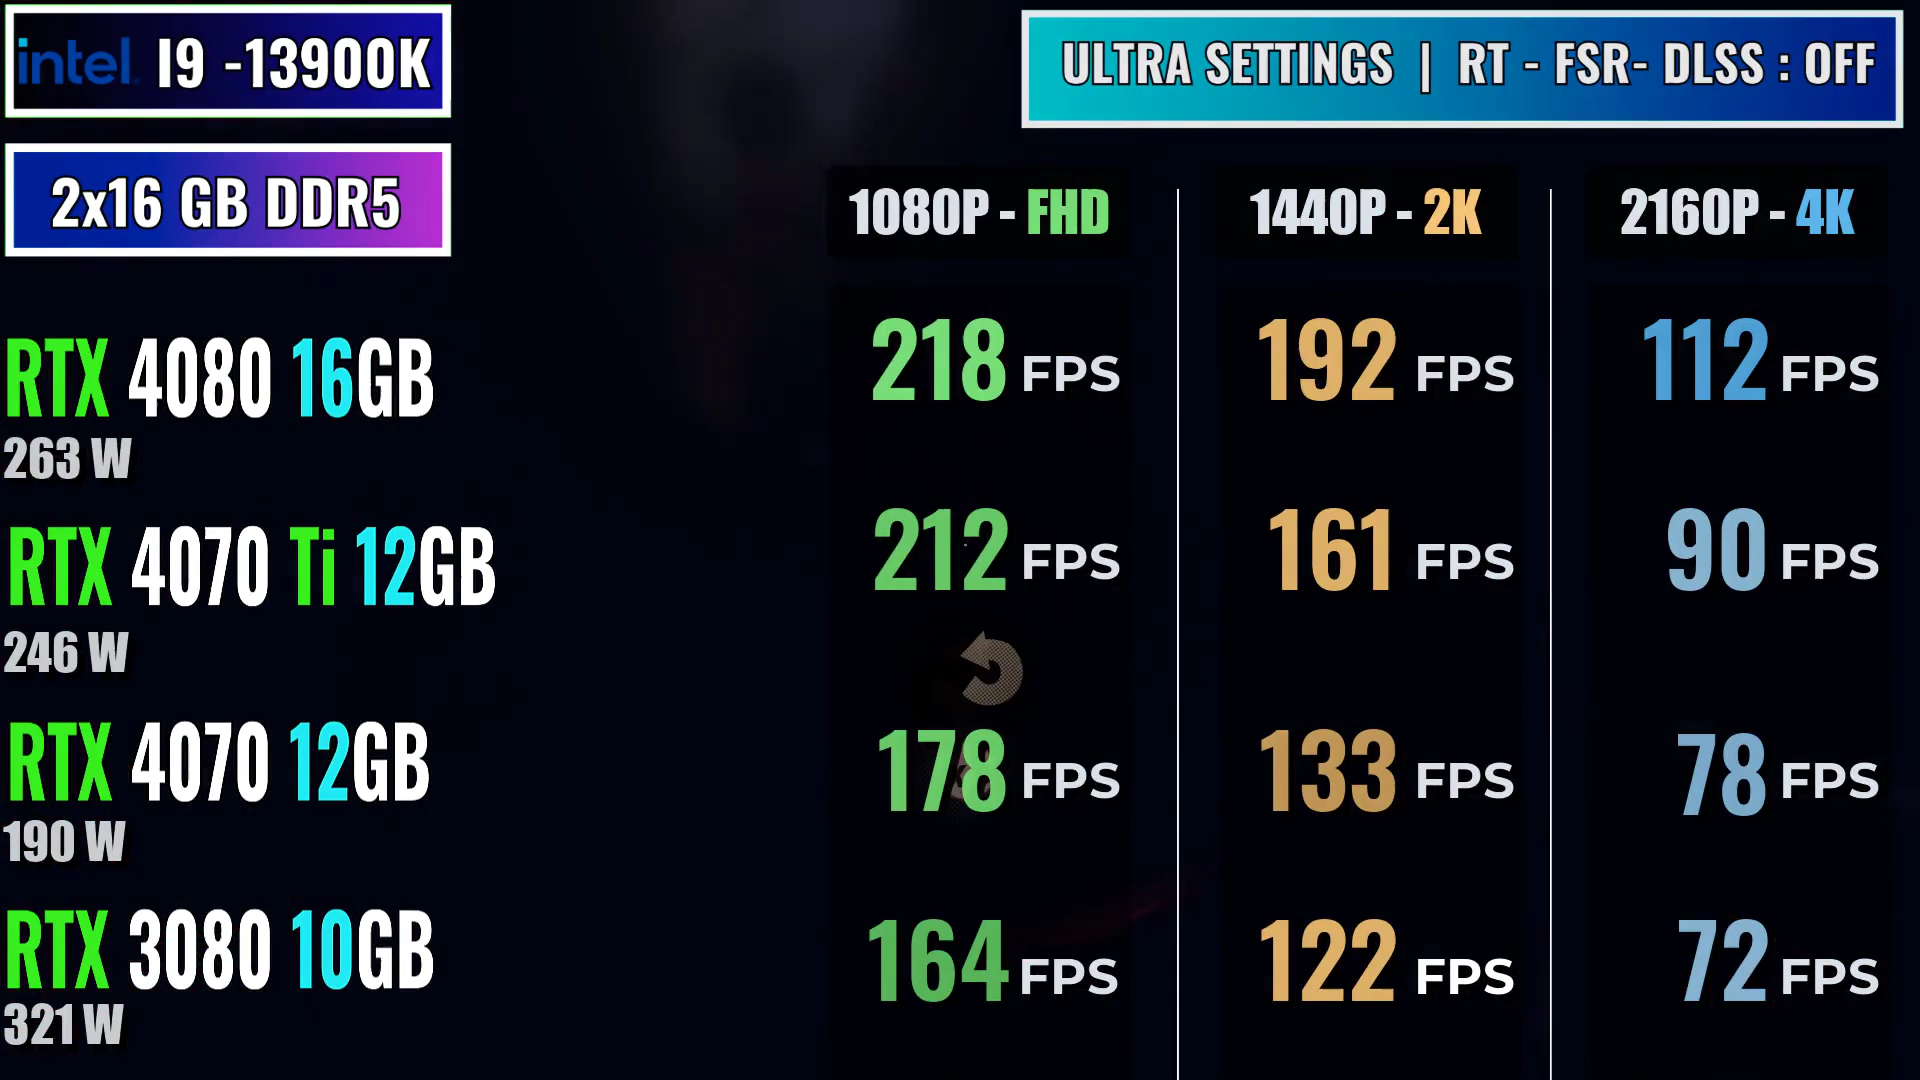 intel. I9 -13900K
ULTRA SETTINGS | RT - FSR- DLSS : OFF
2x16 GB DDR5
1080P - FHD
1440P - 2K
2160P - 4K
RTX 4080 16GB
218 FPS
192 FPS
112 FPS
263 W
RTX 4070 Ti 12GB
212 FPS
161 FPS
90 FPS
246 W
RTX 4070 12GB
178 FPS
133 FPS
78 FPS
190 W
RTX 3080 10GB
164 FPS
122 FPS
72 FPS
321 W